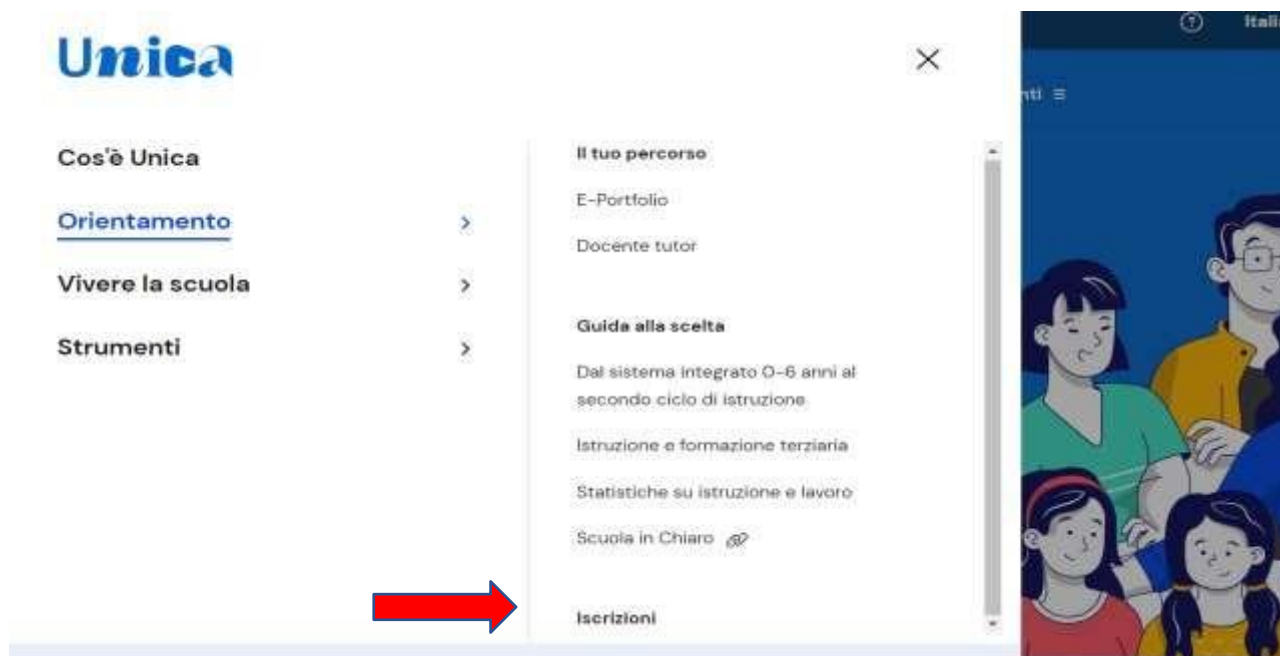 Unica
Cos'è Unica
Orientamento
Vivere la scuola
Strumenti
Il tuo percorso
E-Portfolio
Docente tutor
Guida alla scelta
Dal sistema integrato 0-6 anni al
secondo ciclo di istruzione
Istruzione e formazione terziaria
Statistiche su istruzione e lavoro
Scuola in Chiaro
Iscrizioni